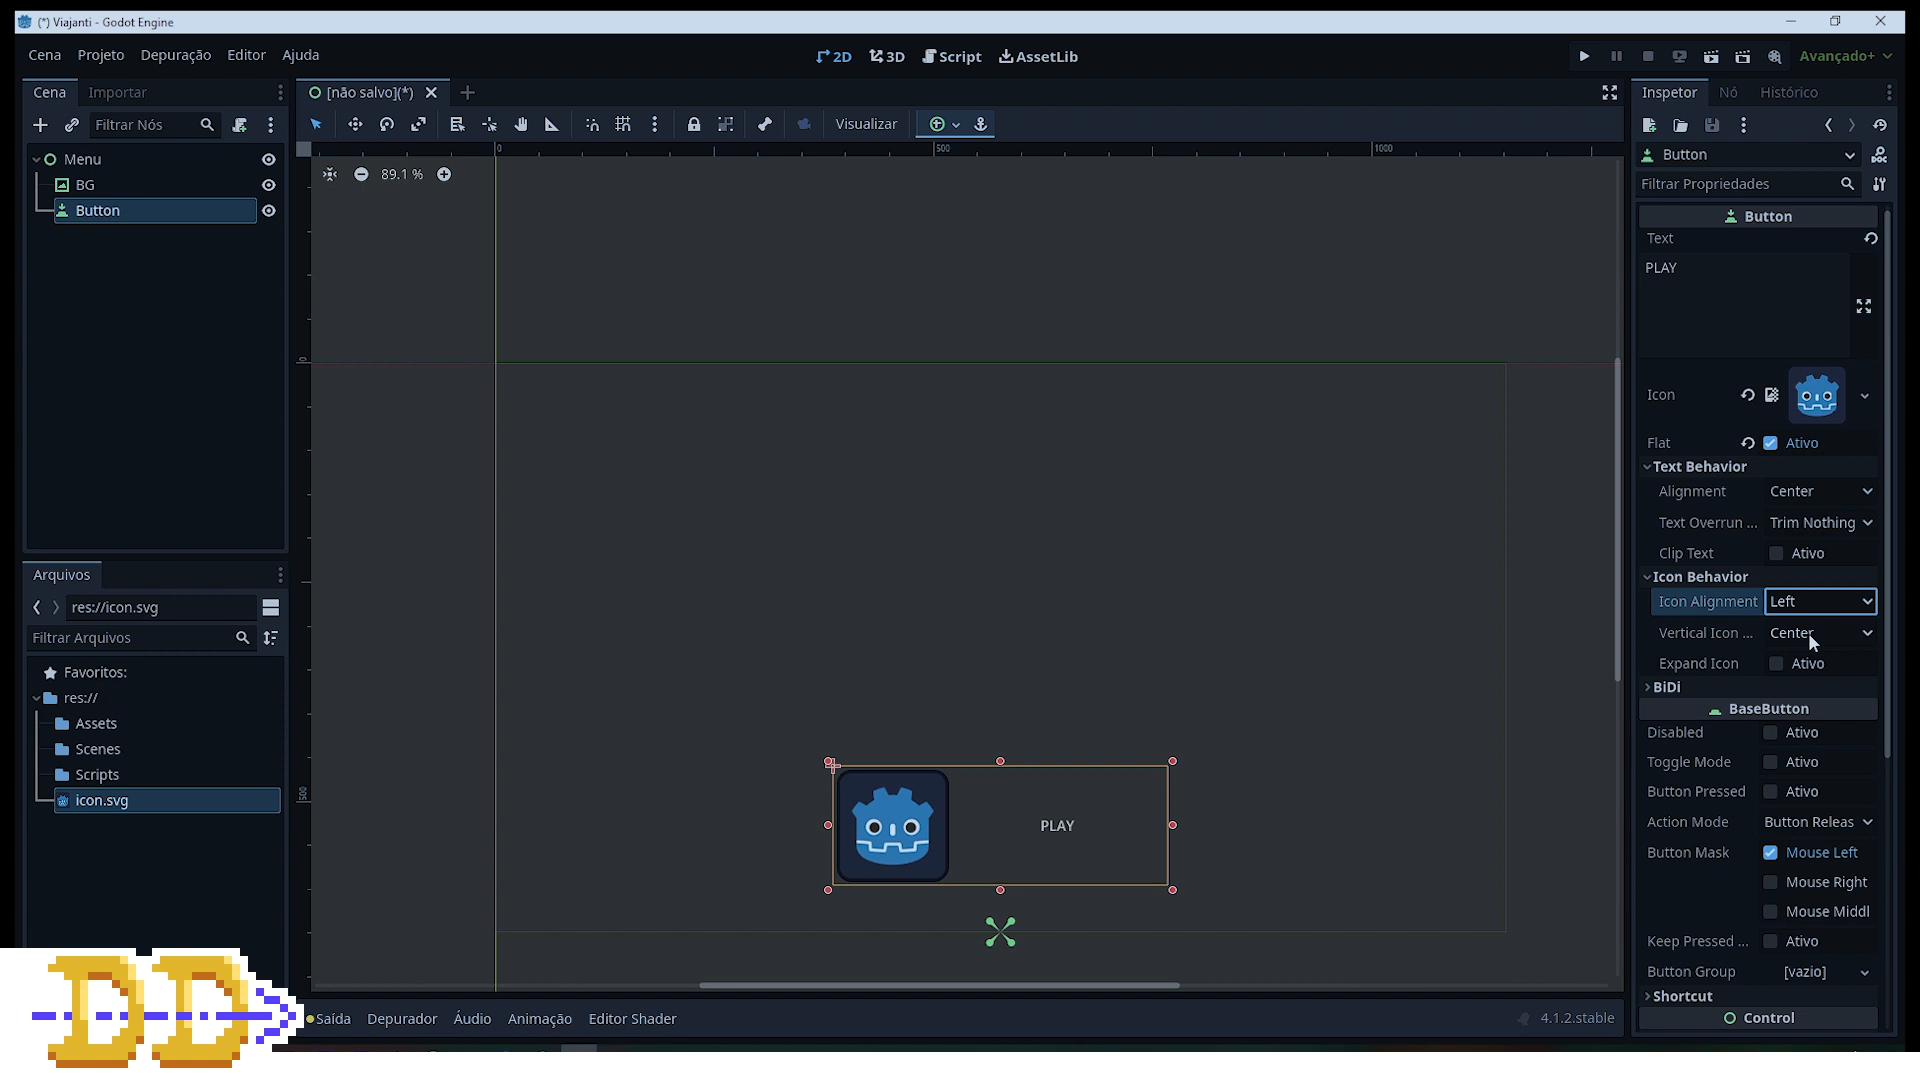 (*) Viajanti - Godot Engine
Cena Projeto Depuração Editor Ajuda
2D 3D Script AssetLib
Avançado+
Cena Importar
Filtrar Nós
Menu
BG
Button
Arquivos
res://icon.svg
Filtrar Arquivos
Favoritos:
res://
Assets
Scenes
Scripts
icon.svg
[não salvo](*)
Visualizar
0 500 1000
89.1 %
0
500
PLAY
Saída Depurador Áudio Animação Editor Shader
4.1.2.stable
Inspetor Nó Histórico
Button
Filtrar Propriedades
Button
Text
PLAY
Icon
Flat Ativo
Text Behavior
Alignment Center
Text Overrun ... Trim Nothing
Clip Text Ativo
Icon Behavior
Icon Alignment Left
Vertical Icon ... Center
Expand Icon Ativo
BiDi
BaseButton
Disabled Ativo
Toggle Mode Ativo
Button Pressed Ativo
Action Mode Button Releas
Button Mask Mouse Left
Mouse Right
Mouse Middl
Keep Pressed ... Ativo
Button Group [vazio]
Shortcut
Control
DD